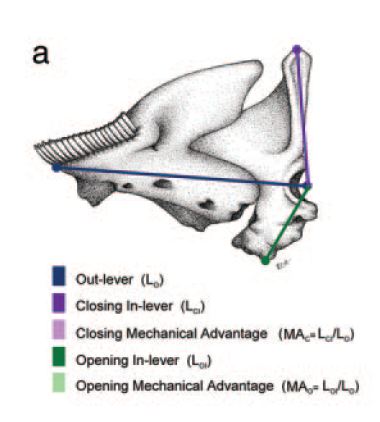 a
Out-lever (Lo)
Closing In-lever (Lci)
Closing Mechanical Advantage (MAc=Lci/Lo)
Opening In-lever (Loi)
Opening Mechanical Advantage (MAo= Loi/Lo)